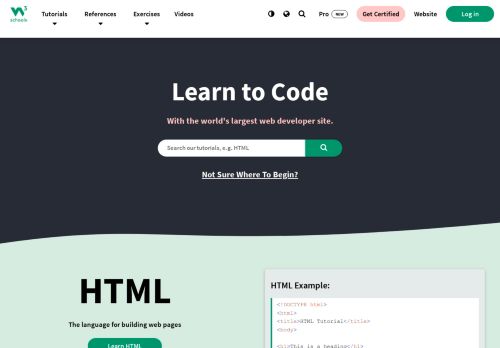 3
schools
Tutorials References Exercises Videos Pro NEW Get Certified Website Log in
Learn to Code
With the world's largest web developer site.
Search our tutorials, e.g. HTML
Not Sure Where To Begin?
HTML
The language for building web pages
Learn HTML
HTML Example:
<!DOCTYPE html>
<html>
<title>HTML Tutorial</title>
<body>
<h1>This is a heading</h1>